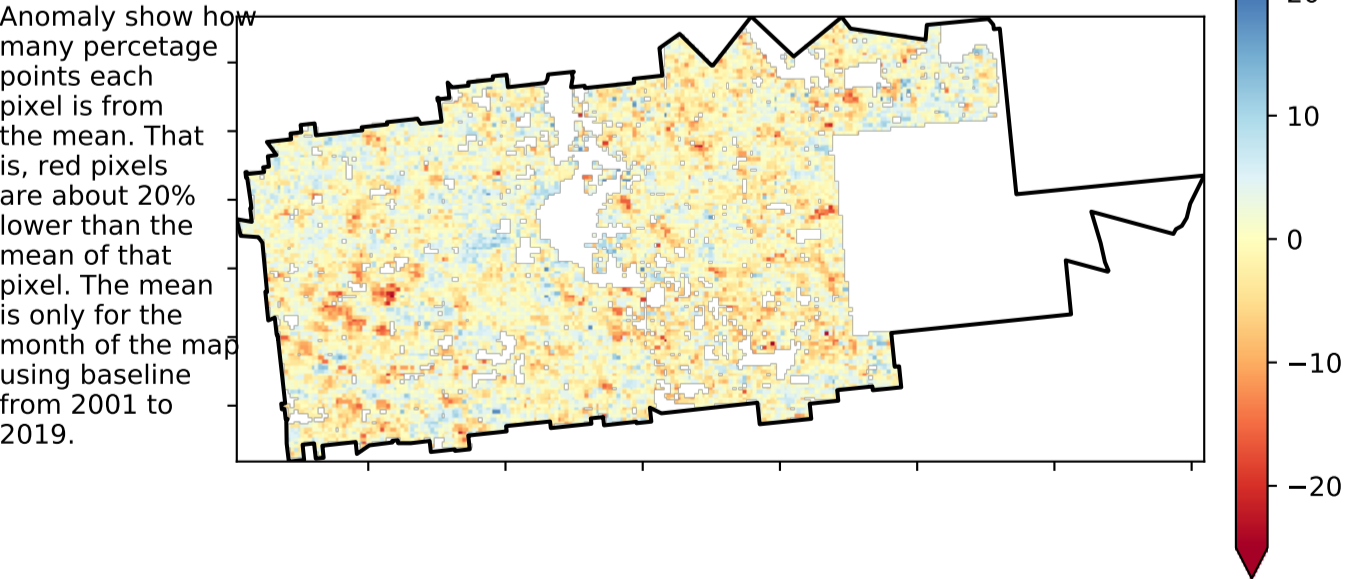 Anomaly show how
many percetage
points each
pixel is from
the mean. That
is, red pixels
are about 20%
lower than the
mean of that
pixel. The mean
is only for the
month of the map
using baseline
from 2001 to
2019.
10
0
−10
−20